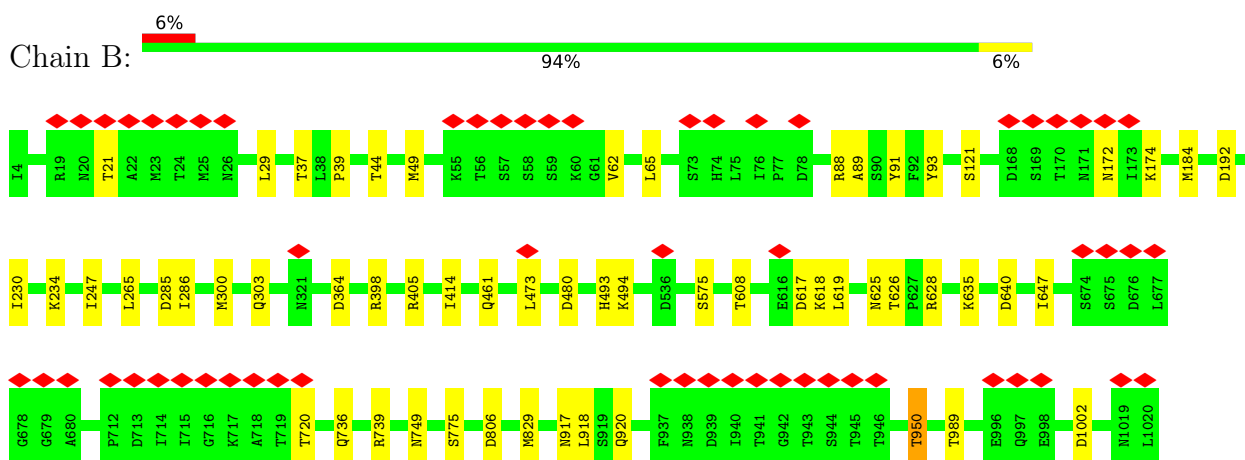 6%
Chain B:
94% 6%
I4 R19 N20 T21 A22 M23 T24 M25 N26 L29 T37 L38 P39 T44 M49 K55 T56 S57 S58 S59 K60 G61 V62 L65 S73 H74 L75 I76 P77 D78 R88 A89 S90 Y91 F92 Y93 S121 D168 S169 T170 N171 N172 I173 K174 M184 D192
I230 K234 I247 L265 D285 I286 M300 Q303 N321 D364 R398 R405 I414 Q461 L473 D480 H493 K494 D536 S575 T608 E616 D617 K618 L619 N625 T626 P627 R628 K635 D640 I647 S674 S675 D676 L677
G678 G679 A680 P712 D713 I714 I715 G716 K717 A718 T719 T720 Q736 R739 N749 S775 D806 M829 N917 L918 S919 Q920 F937 N938 D939 I940 T941 G942 T943 S944 T945 T946 T950 T989 E996 Q997 E998 D1002 N1019 L1020